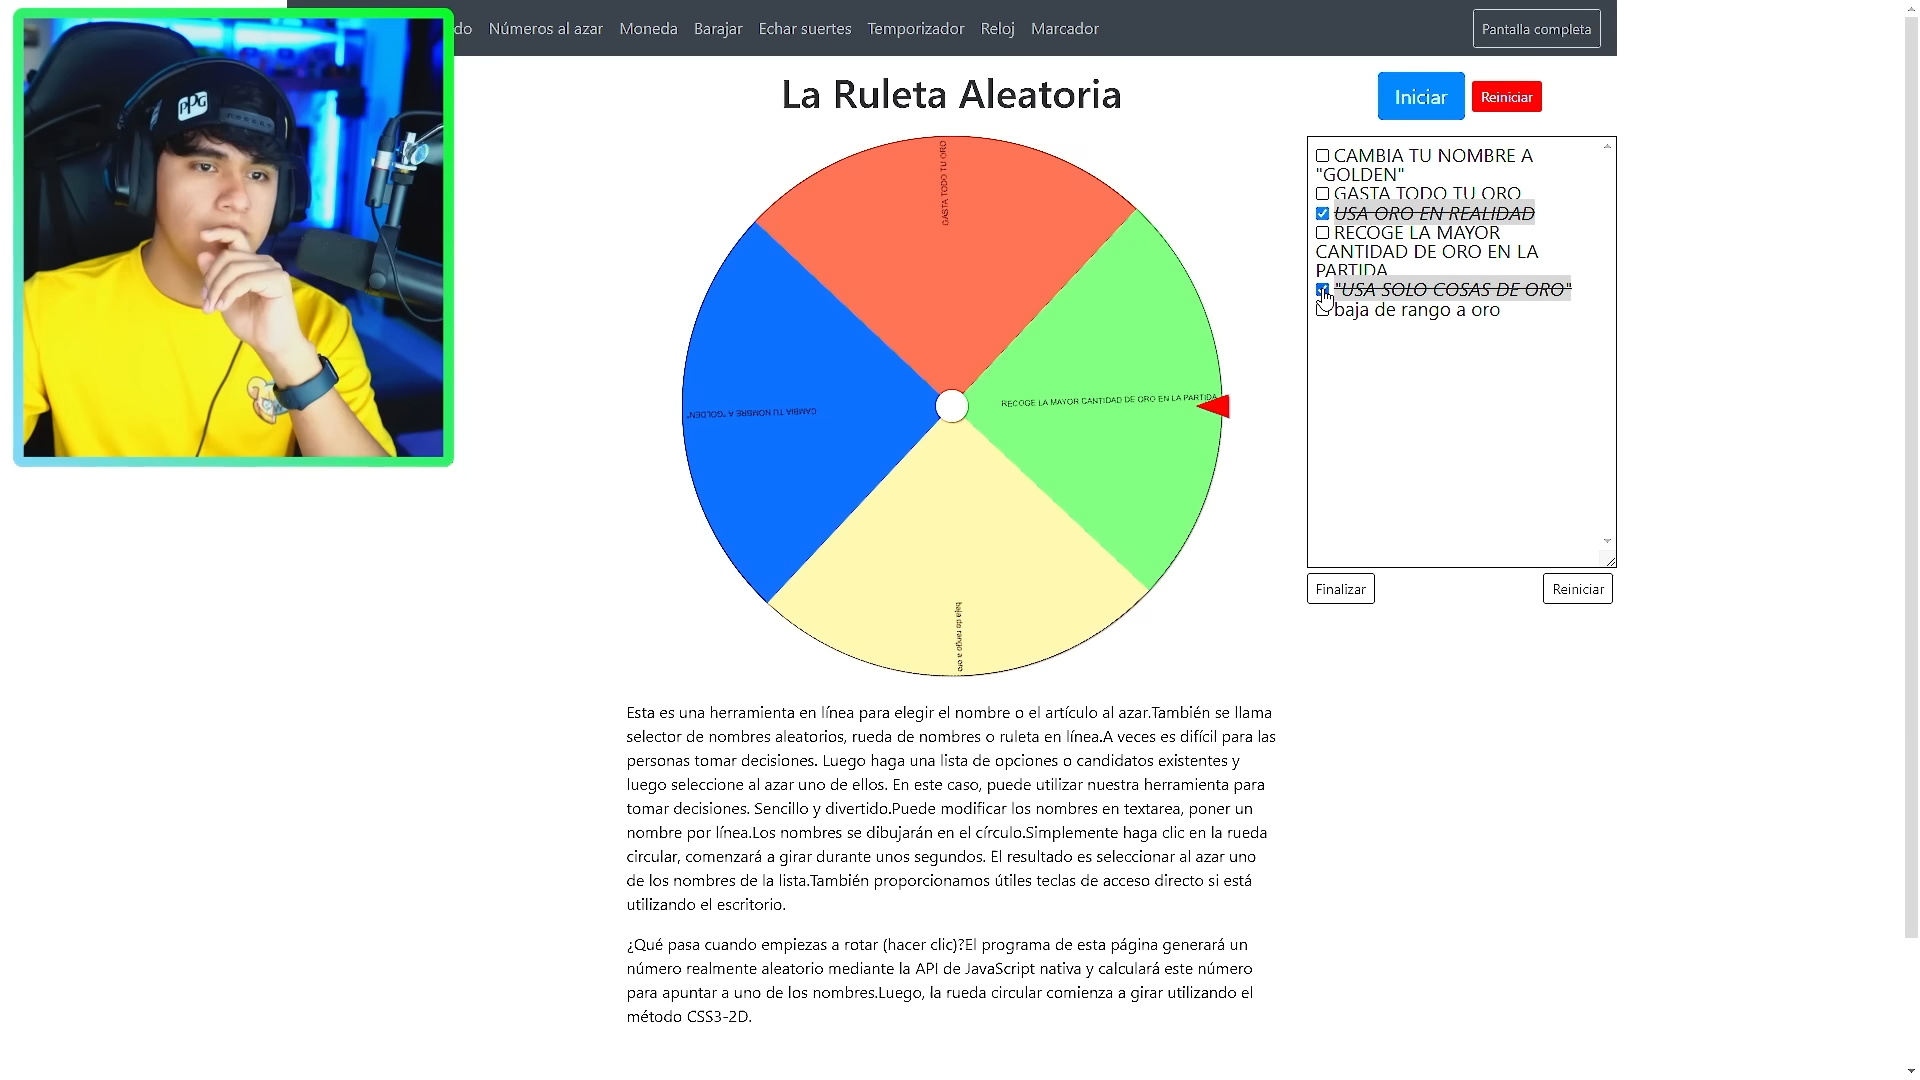 do Números al azar Moneda Barajar Echar suertes Temporizador Reloj Marcador
Pantalla completa
PPG
La Ruleta Aleatoria
Iniciar
Reiniciar
GASTA TODO TU ORO
RECOGE LA MAYOR CANTIDAD DE ORO EN LA PARTIDA
CAMBIA TU NOMBRE A "GOLDEN"
baja de rango a oro
CAMBIA TU NOMBRE A
"GOLDEN"
GASTA TODO TU ORO
USA ORO EN REALIDAD
RECOGE LA MAYOR
CANTIDAD DE ORO EN LA
PARTIDA
"USA SOLO COSAS DE ORO"
baja de rango a oro
Finalizar
Reiniciar
Esta es una herramienta en línea para elegir el nombre o el artículo al azar.También se llama
selector de nombres aleatorios, rueda de nombres o ruleta en línea.A veces es difícil para las
personas tomar decisiones. Luego haga una lista de opciones o candidatos existentes y
luego seleccione al azar uno de ellos. En este caso, puede utilizar nuestra herramienta para
tomar decisiones. Sencillo y divertido.Puede modificar los nombres en textarea, poner un
nombre por línea.Los nombres se dibujarán en el círculo.Simplemente haga clic en la rueda
circular, comenzará a girar durante unos segundos. El resultado es seleccionar al azar uno
de los nombres de la lista.También proporcionamos útiles teclas de acceso directo si está
utilizando el escritorio.
¿Qué pasa cuando empiezas a rotar (hacer clic)?El programa de esta página generará un
número realmente aleatorio mediante la API de JavaScript nativa y calculará este número
para apuntar a uno de los nombres.Luego, la rueda circular comienza a girar utilizando el
método CSS3-2D.